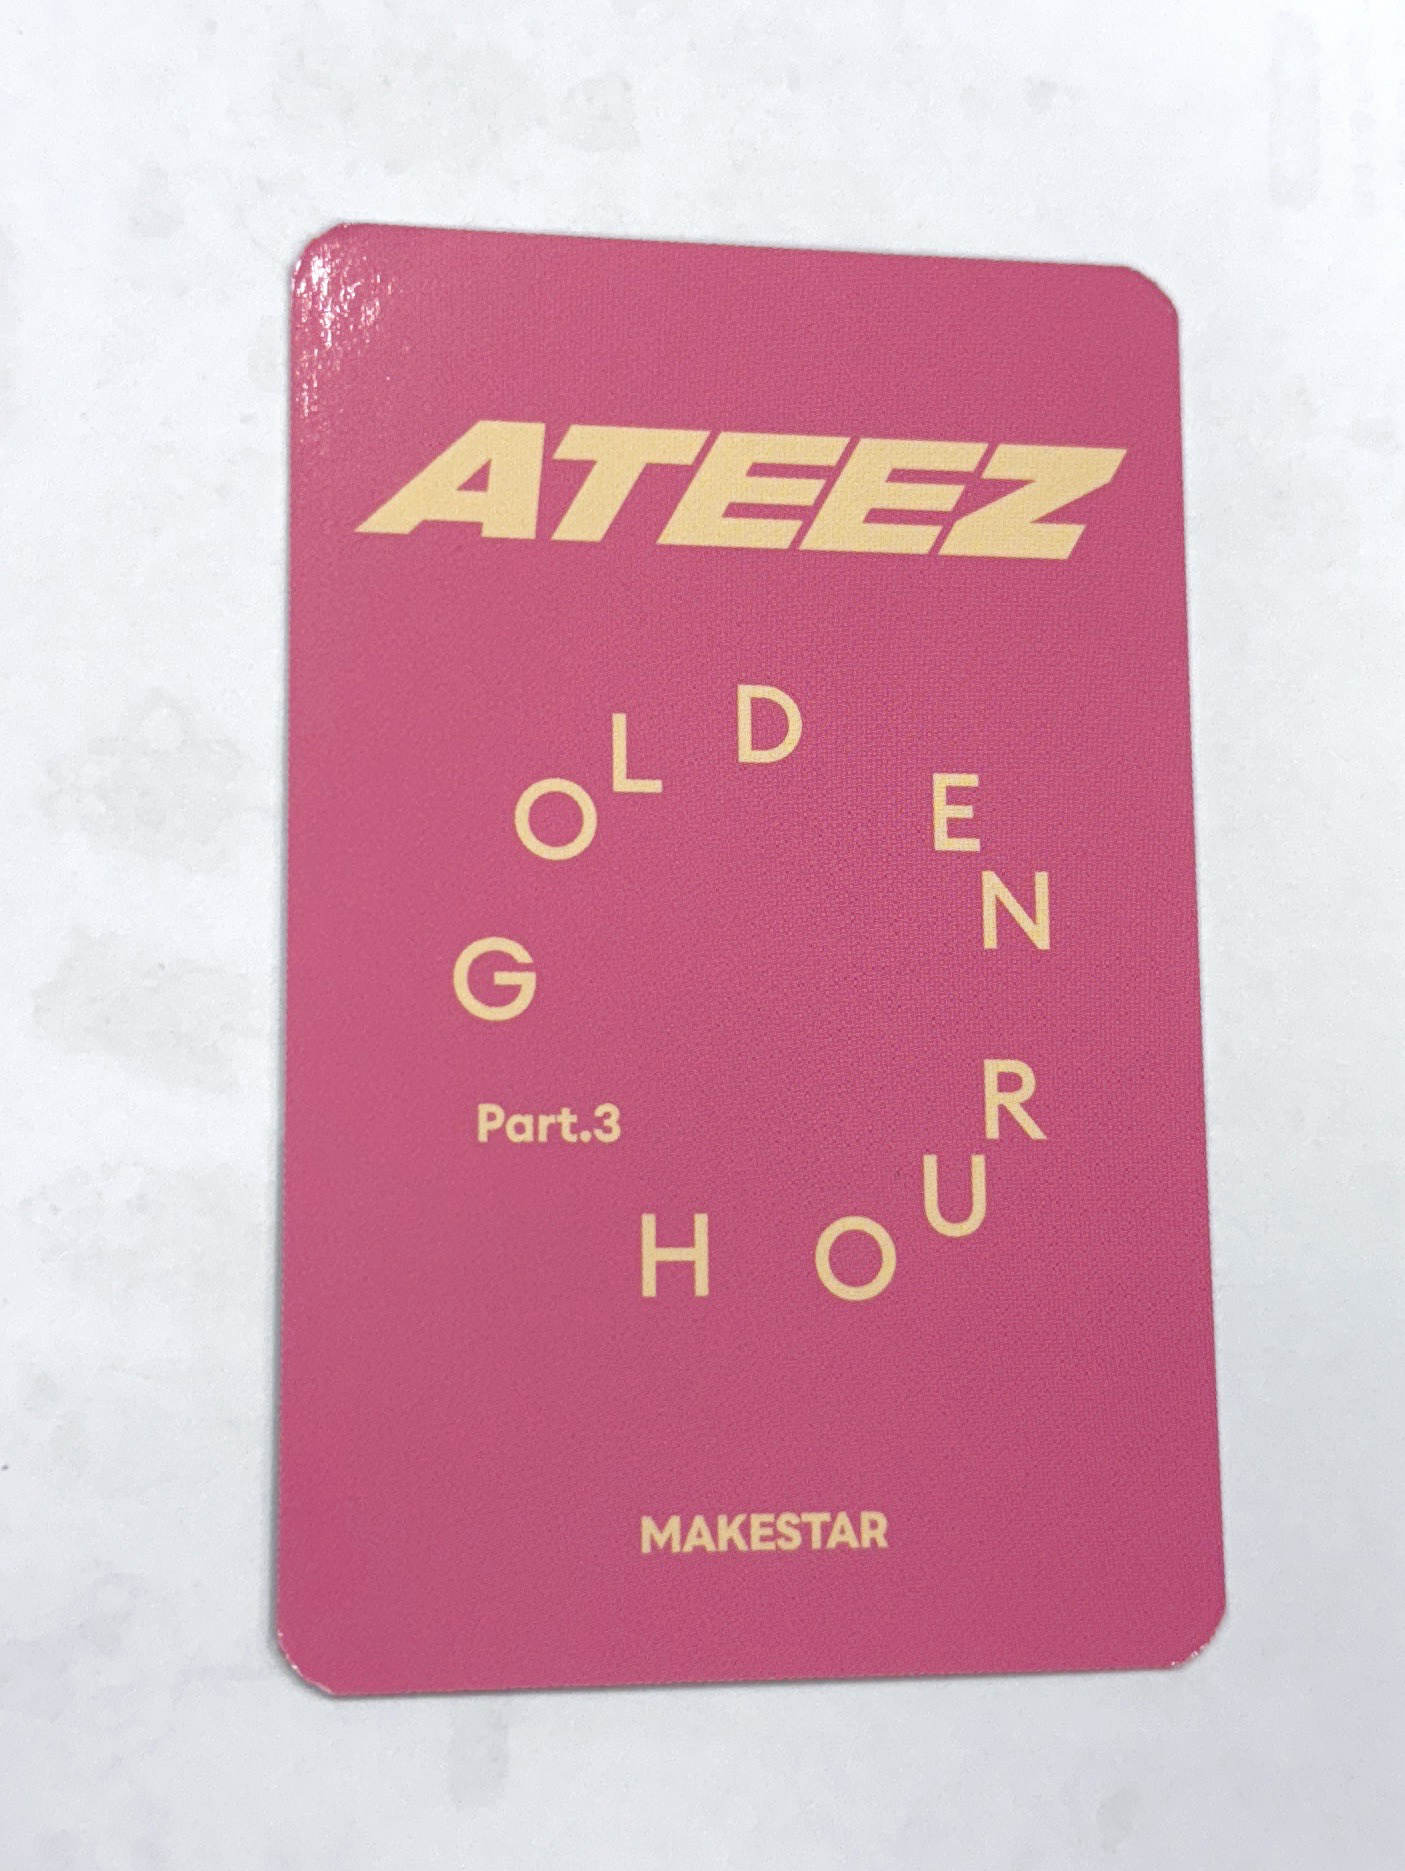 ATEEZ
GOLDEN
HOUR
Part.3
MAKESTAR